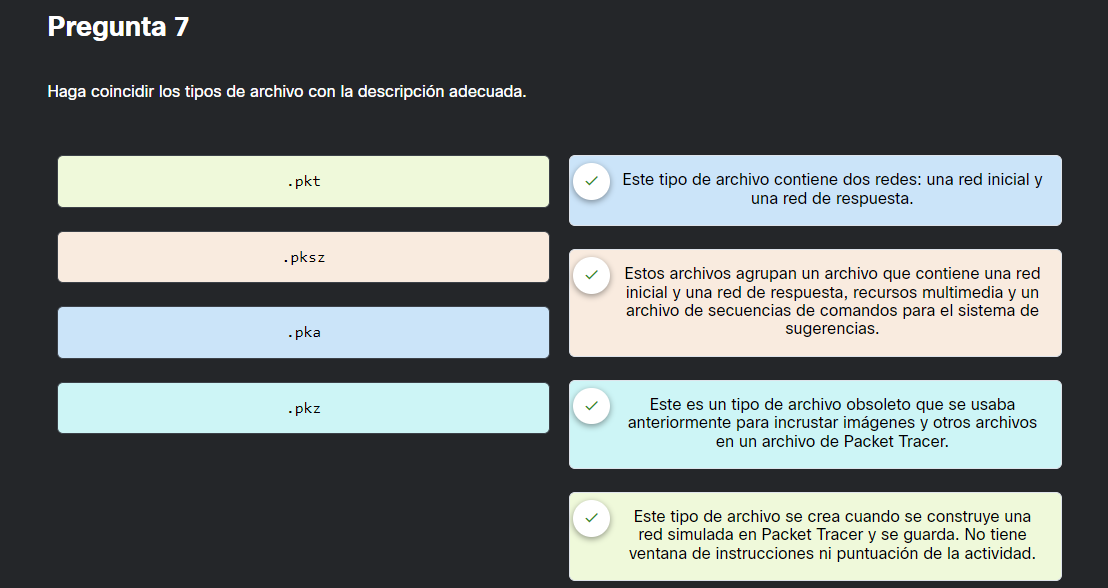 Pregunta 7
Haga coincidir los tipos de archivo con la descripción adecuada.
.pkt
.pksz
.pka
.pkz
Este tipo de archivo contiene dos redes: una red inicial y
una red de respuesta.
Estos archivos agrupan un archivo que contiene una red
inicial y una red de respuesta, recursos multimedia y un
archivo de secuencias de comandos para el sistema de
sugerencias.
Este es un tipo de archivo obsoleto que se usaba
anteriormente para incrustar imágenes y otros archivos
en un archivo de Packet Tracer.
Este tipo de archivo se crea cuando se construye una
red simulada en Packet Tracer y se guarda. No tiene
ventana de instrucciones ni puntuación de la actividad.